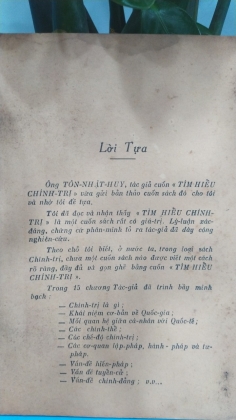 Lời Tựa
Ông TÔN-NHẤT-HUY, tác giả cuốn « TÌM HIỂU
CHÍNH-TRỊ » vừa gửi bản thảo cuốn sách đó cho tôi
và nhờ tôi đề tựa.
Tôi đã đọc và nhận thấy « TÌM HIỂU CHÍNH-
TRỊ » là một cuốn sách rất có giá-trị. Lý-luận xác-
đáng, chứng cớ phân-minh tỏ ra tác-giả đã dày công
nghiên-cứu.
Theo chỗ tôi biết, ở nước ta, trong loại sách
Chính-trị, chưa một cuốn sách nào được viết một cách
rõ ràng, đầy đủ và gọn ghẽ bằng cuốn « TÌM HIỂU
CHÍNH-TRỊ ».
Trong 15 chương Tác-giả đã trình bày minh
bạch :
— Chính-trị là gì ;
— Khái niệm cơ-bản về Quốc-gia ;
— Mối quan hệ giữa cá-nhân với Quốc-tế ;
— Các chính-thể ;
— Các chế-độ chính-trị ;
— Các cơ-quan lập-pháp, hành - pháp và tư-
pháp.
— Vấn-đề hiến-pháp ;
— Vấn đề tuyển-cử ;
— Vấn-đề chính-đảng ; v.v...